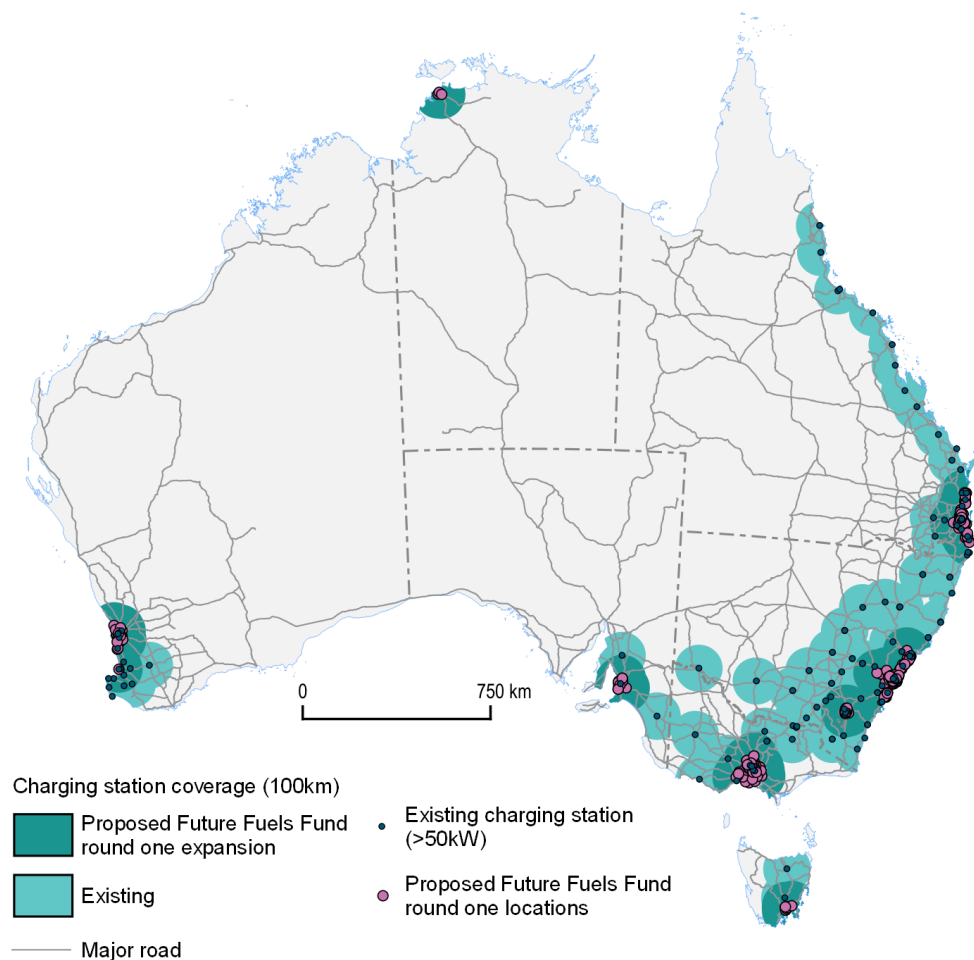 0 750 km
Charging station coverage (100km)
Proposed Future Fuels Fund
round one expansion
Existing
Major road
Existing charging station
(>50kW)
Proposed Future Fuels Fund
round one locations